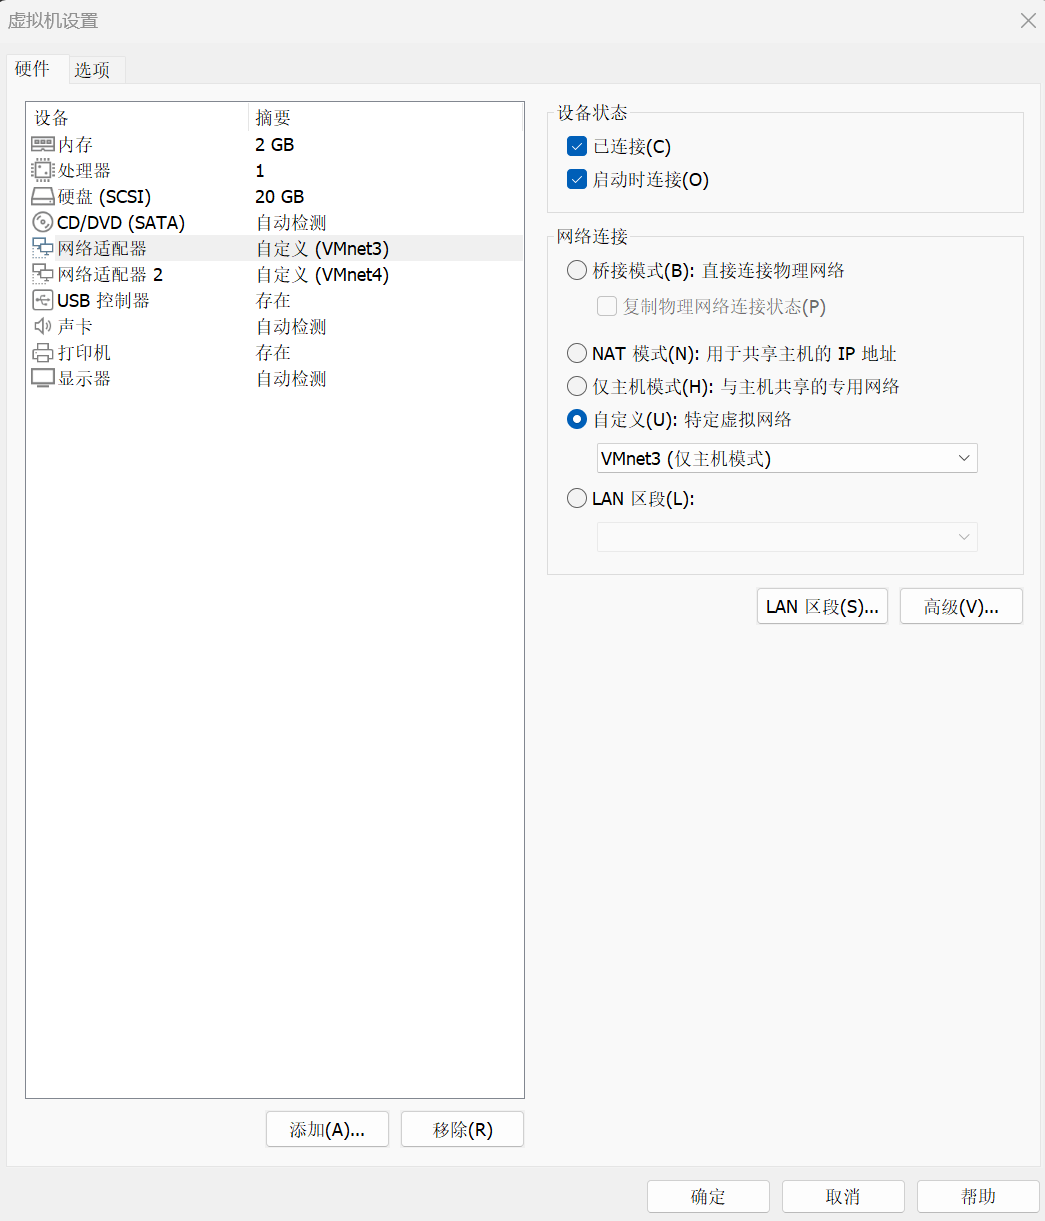 虚拟机设置
硬件 选项
设备 摘要
内存 2 GB
处理器 1
硬盘 (SCSI) 20 GB
CD/DVD (SATA) 自动检测
网络适配器 自定义 (VMnet3)
网络适配器 2 自定义 (VMnet4)
USB 控制器 存在
声卡 自动检测
打印机 存在
显示器 自动检测
添加(A)... 移除(R)
设备状态
已连接(C)
启动时连接(O)
网络连接
桥接模式(B): 直接连接物理网络
复制物理网络连接状态(P)
NAT 模式(N): 用于共享主机的 IP 地址
仅主机模式(H): 与主机共享的专用网络
自定义(U): 特定虚拟网络
VMnet3 (仅主机模式)
LAN 区段(L):
LAN 区段(S)... 高级(V)...
确定 取消 帮助